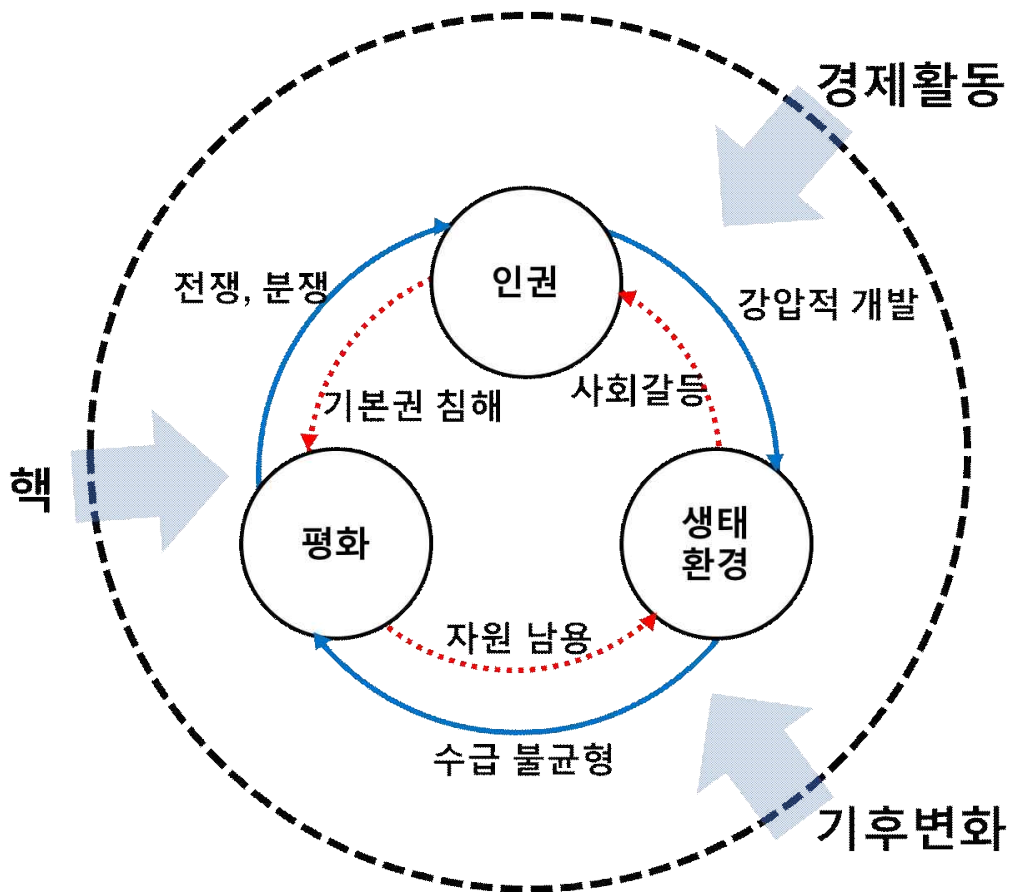 경제활동
인권
전쟁, 분쟁
강압적 개발
기본권 침해
사회갈등
핵
평화
생태
환경
자원 남용
수급 불균형
기후변화